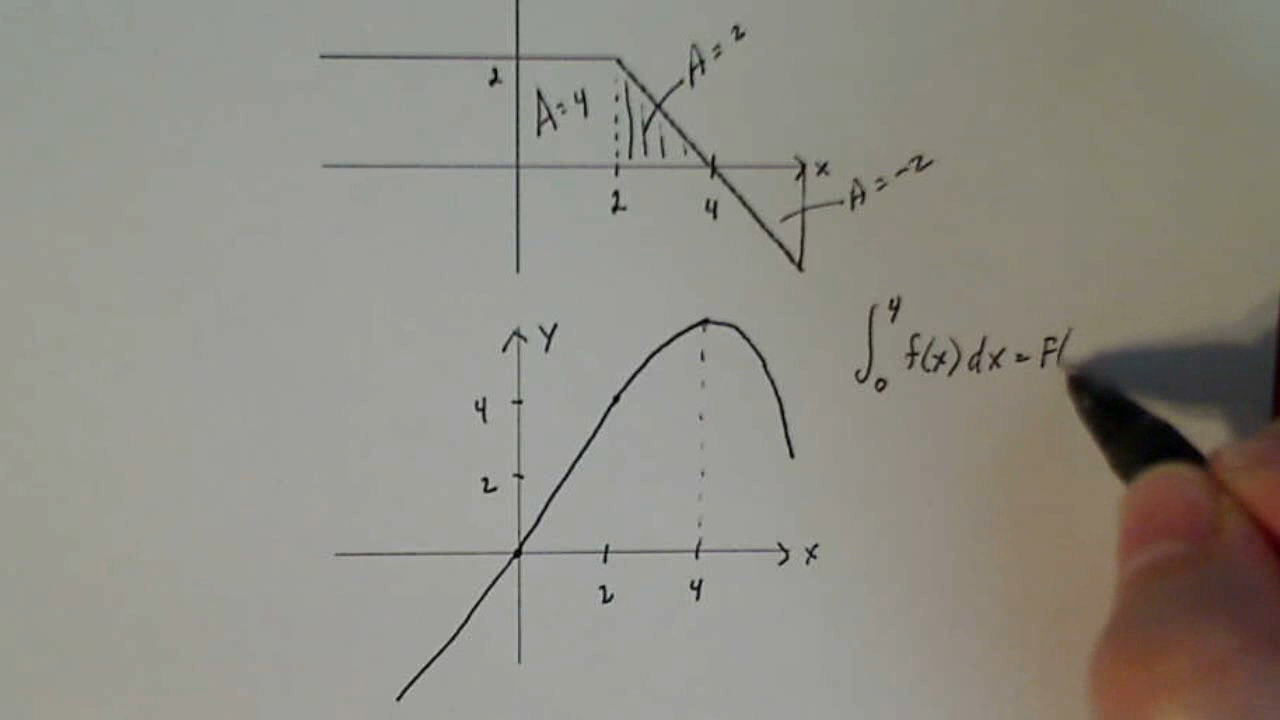 2
A = 4
A = 2
x
2
4
A = -2
y
4
2
x
2
4
∫₀⁴ f(x) dx = F(